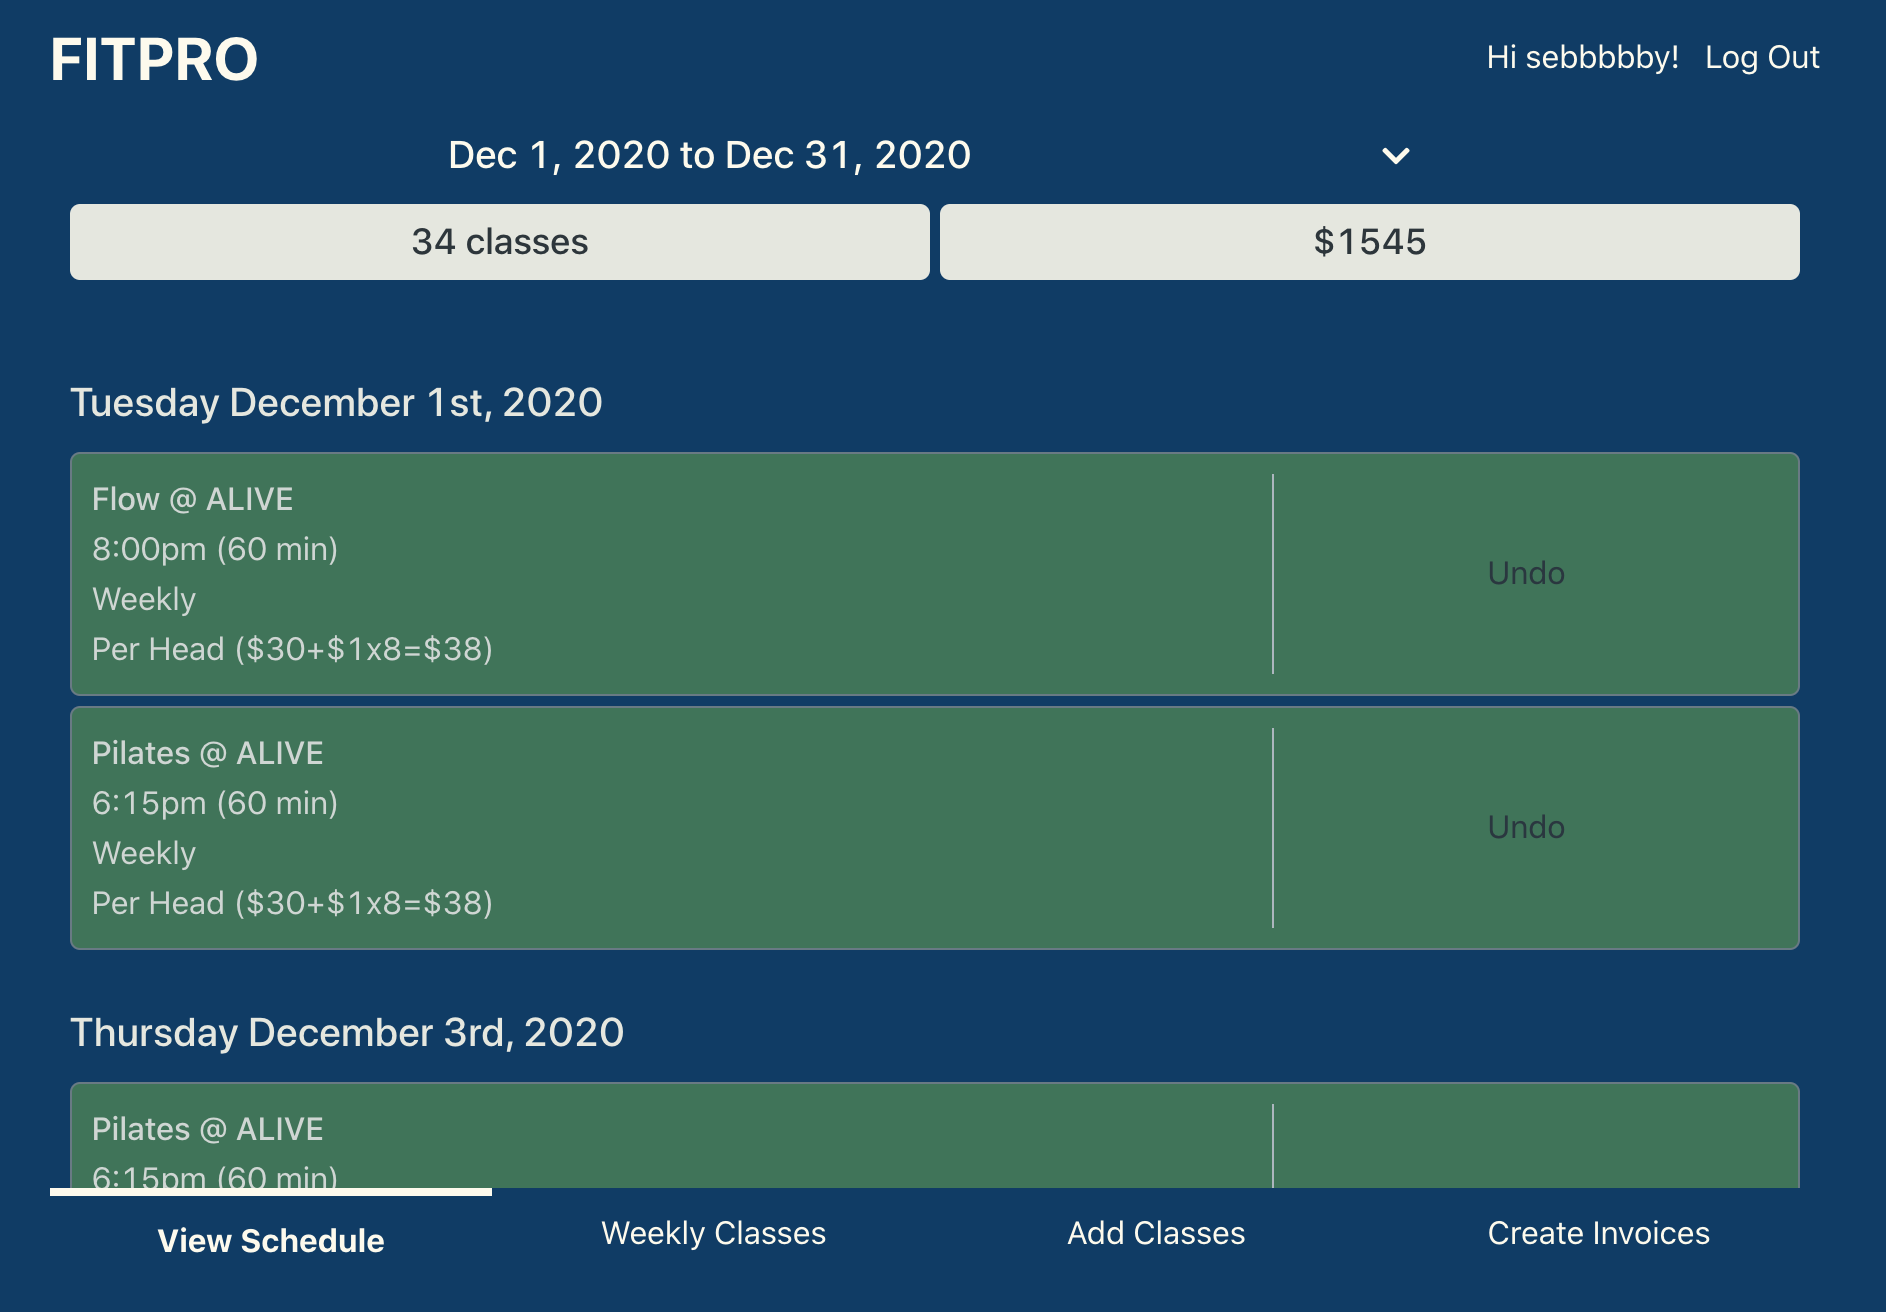 FITPRO
Hi sebbbbby! Log Out
Dec 1, 2020 to Dec 31, 2020
34 classes
$1545
Tuesday December 1st, 2020
Flow @ ALIVE
8:00pm (60 min)
Weekly
Per Head ($30+$1x8=$38)
Undo
Pilates @ ALIVE
6:15pm (60 min)
Weekly
Per Head ($30+$1x8=$38)
Undo
Thursday December 3rd, 2020
Pilates @ ALIVE
6:15pm (60 min)
View Schedule
Weekly Classes
Add Classes
Create Invoices